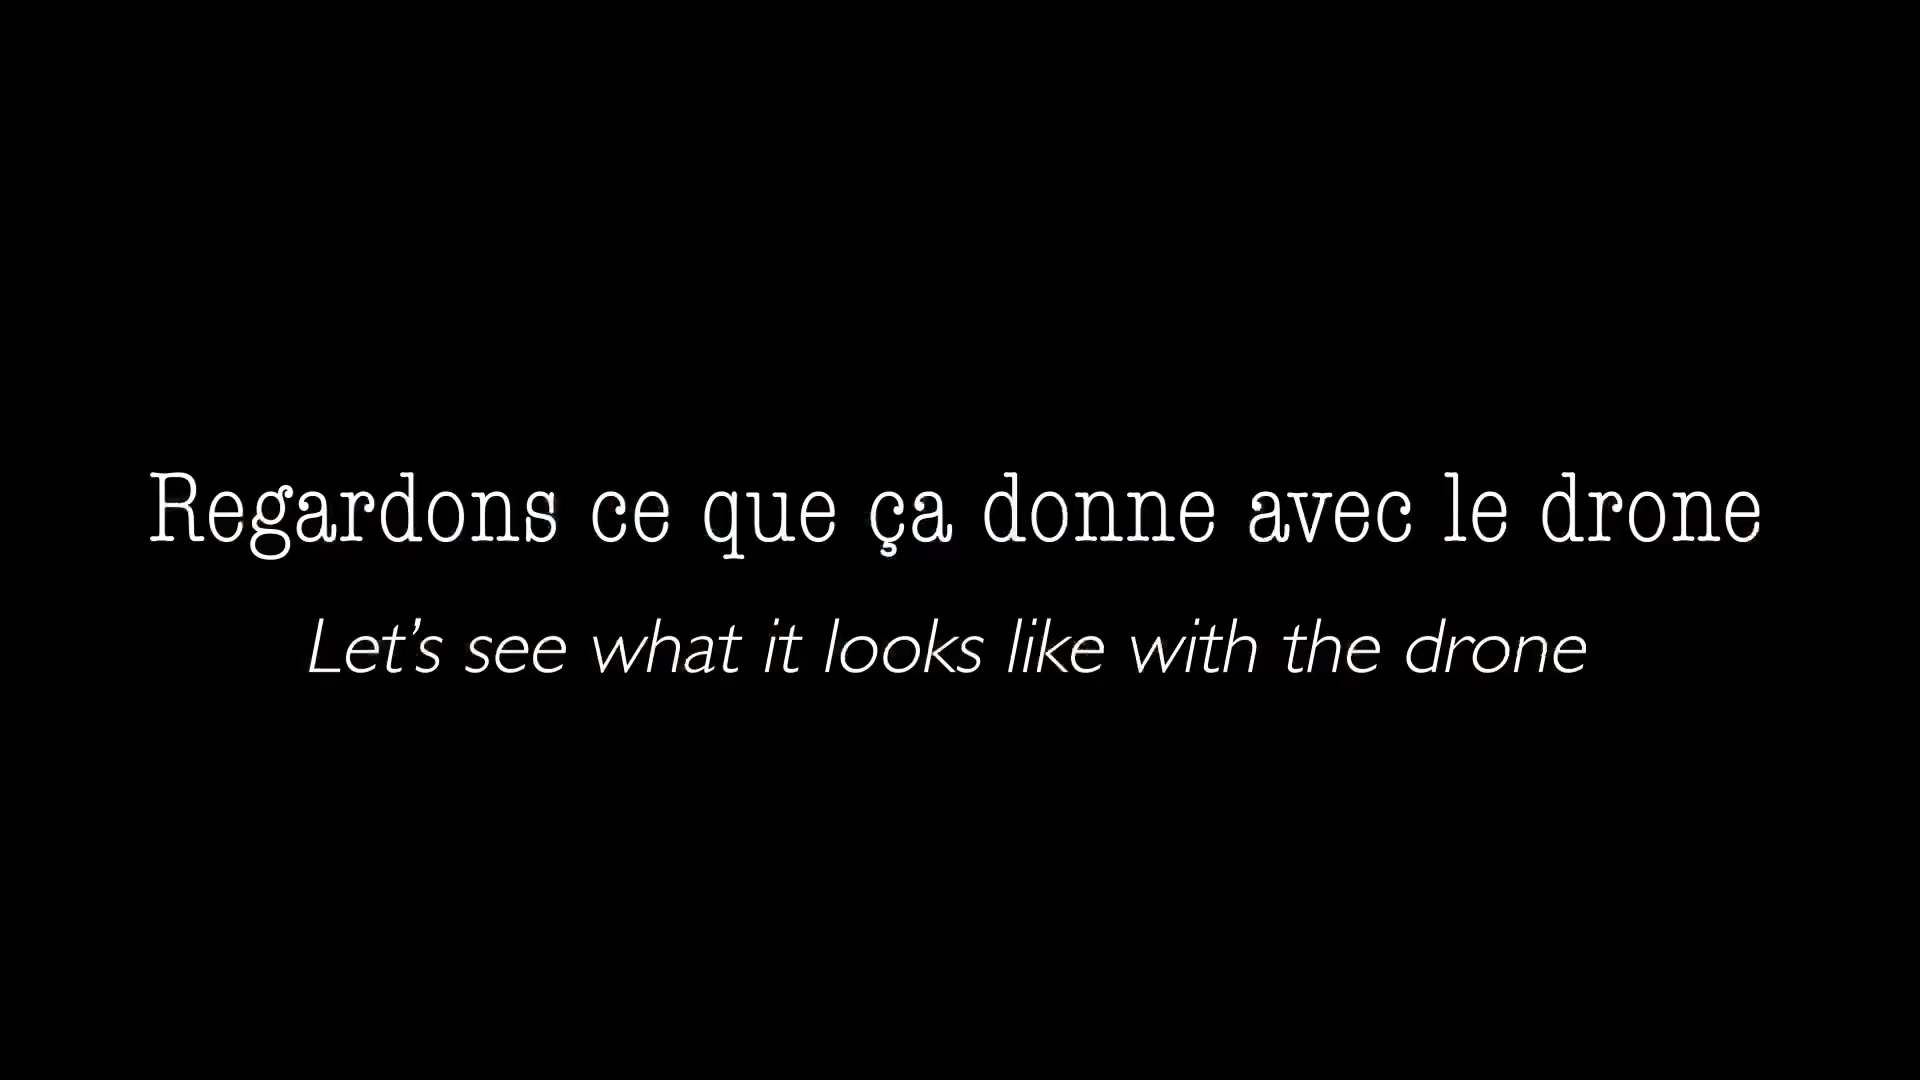 Regardons ce que ça donne avec le drone
Let’s see what it looks like with the drone